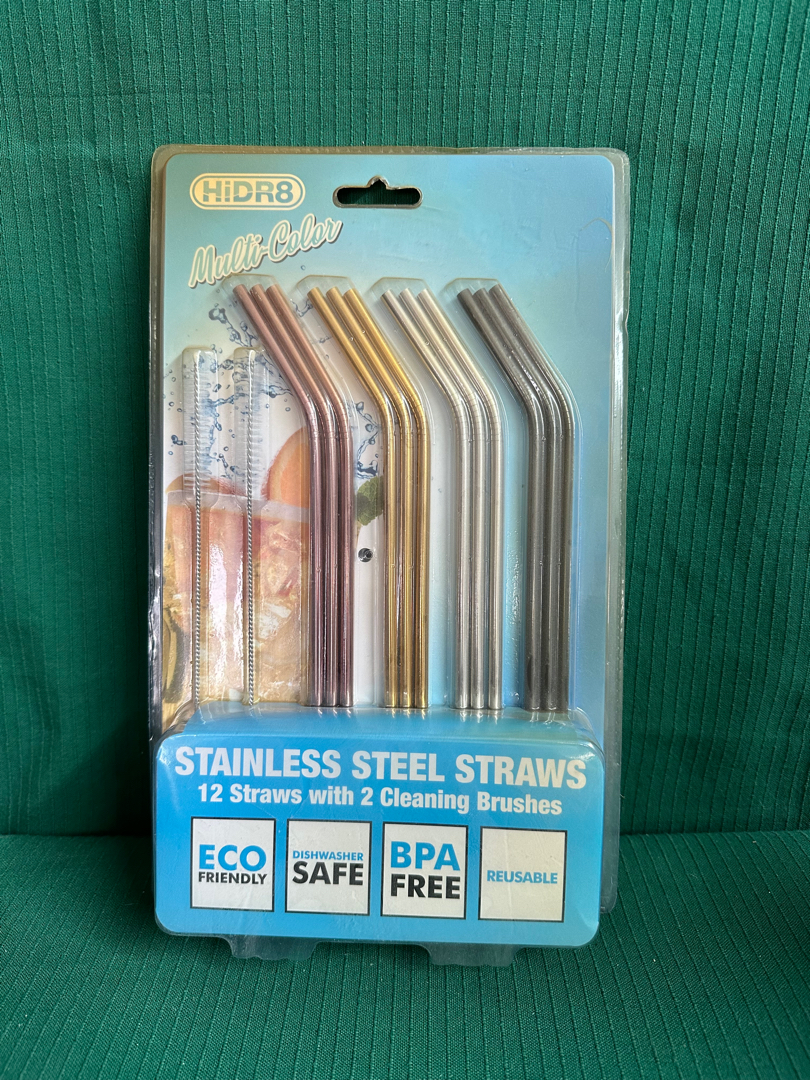 HiDR8
Multi-Color
STAINLESS STEEL STRAWS
12 Straws with 2 Cleaning Brushes
ECO
FRIENDLY
DISHWASHER
SAFE
BPA
FREE
REUSABLE